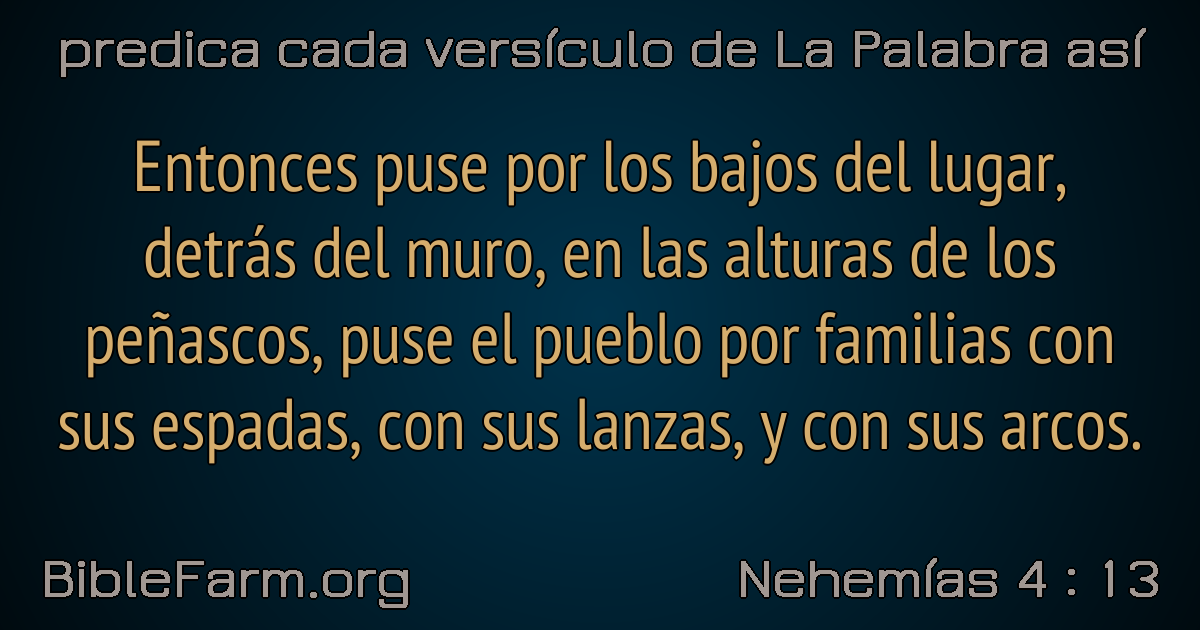 predica cada versículo de La Palabra así
Entonces puse por los bajos del lugar,
detrás del muro, en las alturas de los
peñascos, puse el pueblo por familias con
sus espadas, con sus lanzas, y con sus arcos.
BibleFarm.org
Nehemías 4 : 13